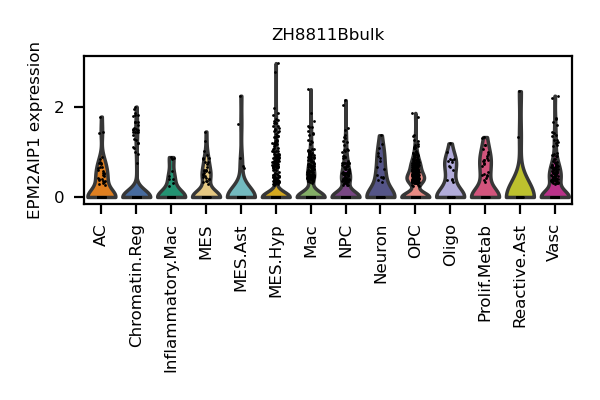 ZH8811Bbulk
EPM2AIP1 expression
2
0
AC
Chromatin.Reg
Inflammatory.Mac
MES
MES.Ast
MES.Hyp
Mac
NPC
Neuron
OPC
Oligo
Prolif.Metab
Reactive.Ast
Vasc